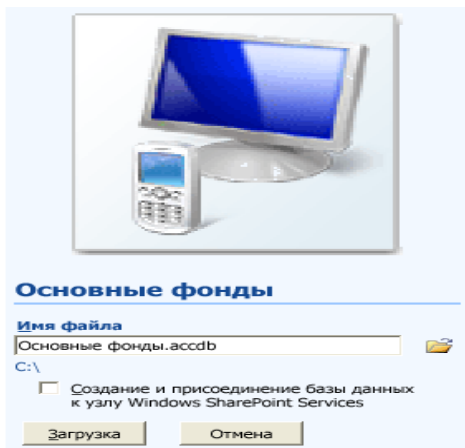 Основные фонды
Имя файла
Основные фонды.accdb
C:\
Создание и присоединение базы данных
к узлу Windows SharePoint Services
Загрузка Отмена